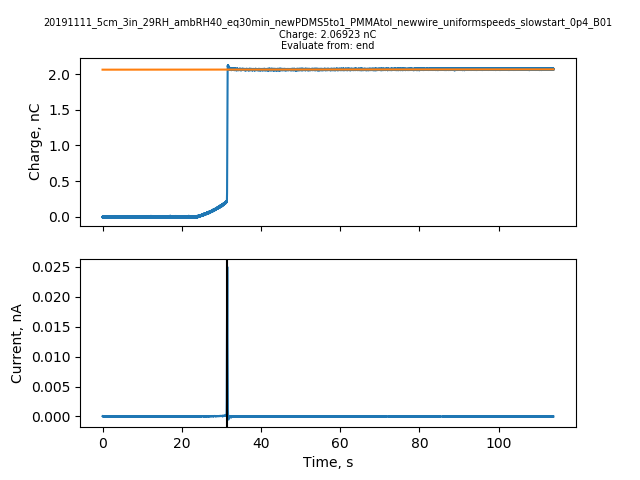 20191111_5cm_3in_29RH_ambRH40_eq30min_newPDMS5to1_PMMAtol_newwire_uniformspeeds_slowstart_0p4_B01
Charge: 2.06923 nC
Evaluate from: end
2.0
1.5
1.0
0.5
0.0
Charge, nC
0.025
0.020
0.015
0.010
0.005
0.000
Current, nA
0 20 40 60 80 100
Time, s